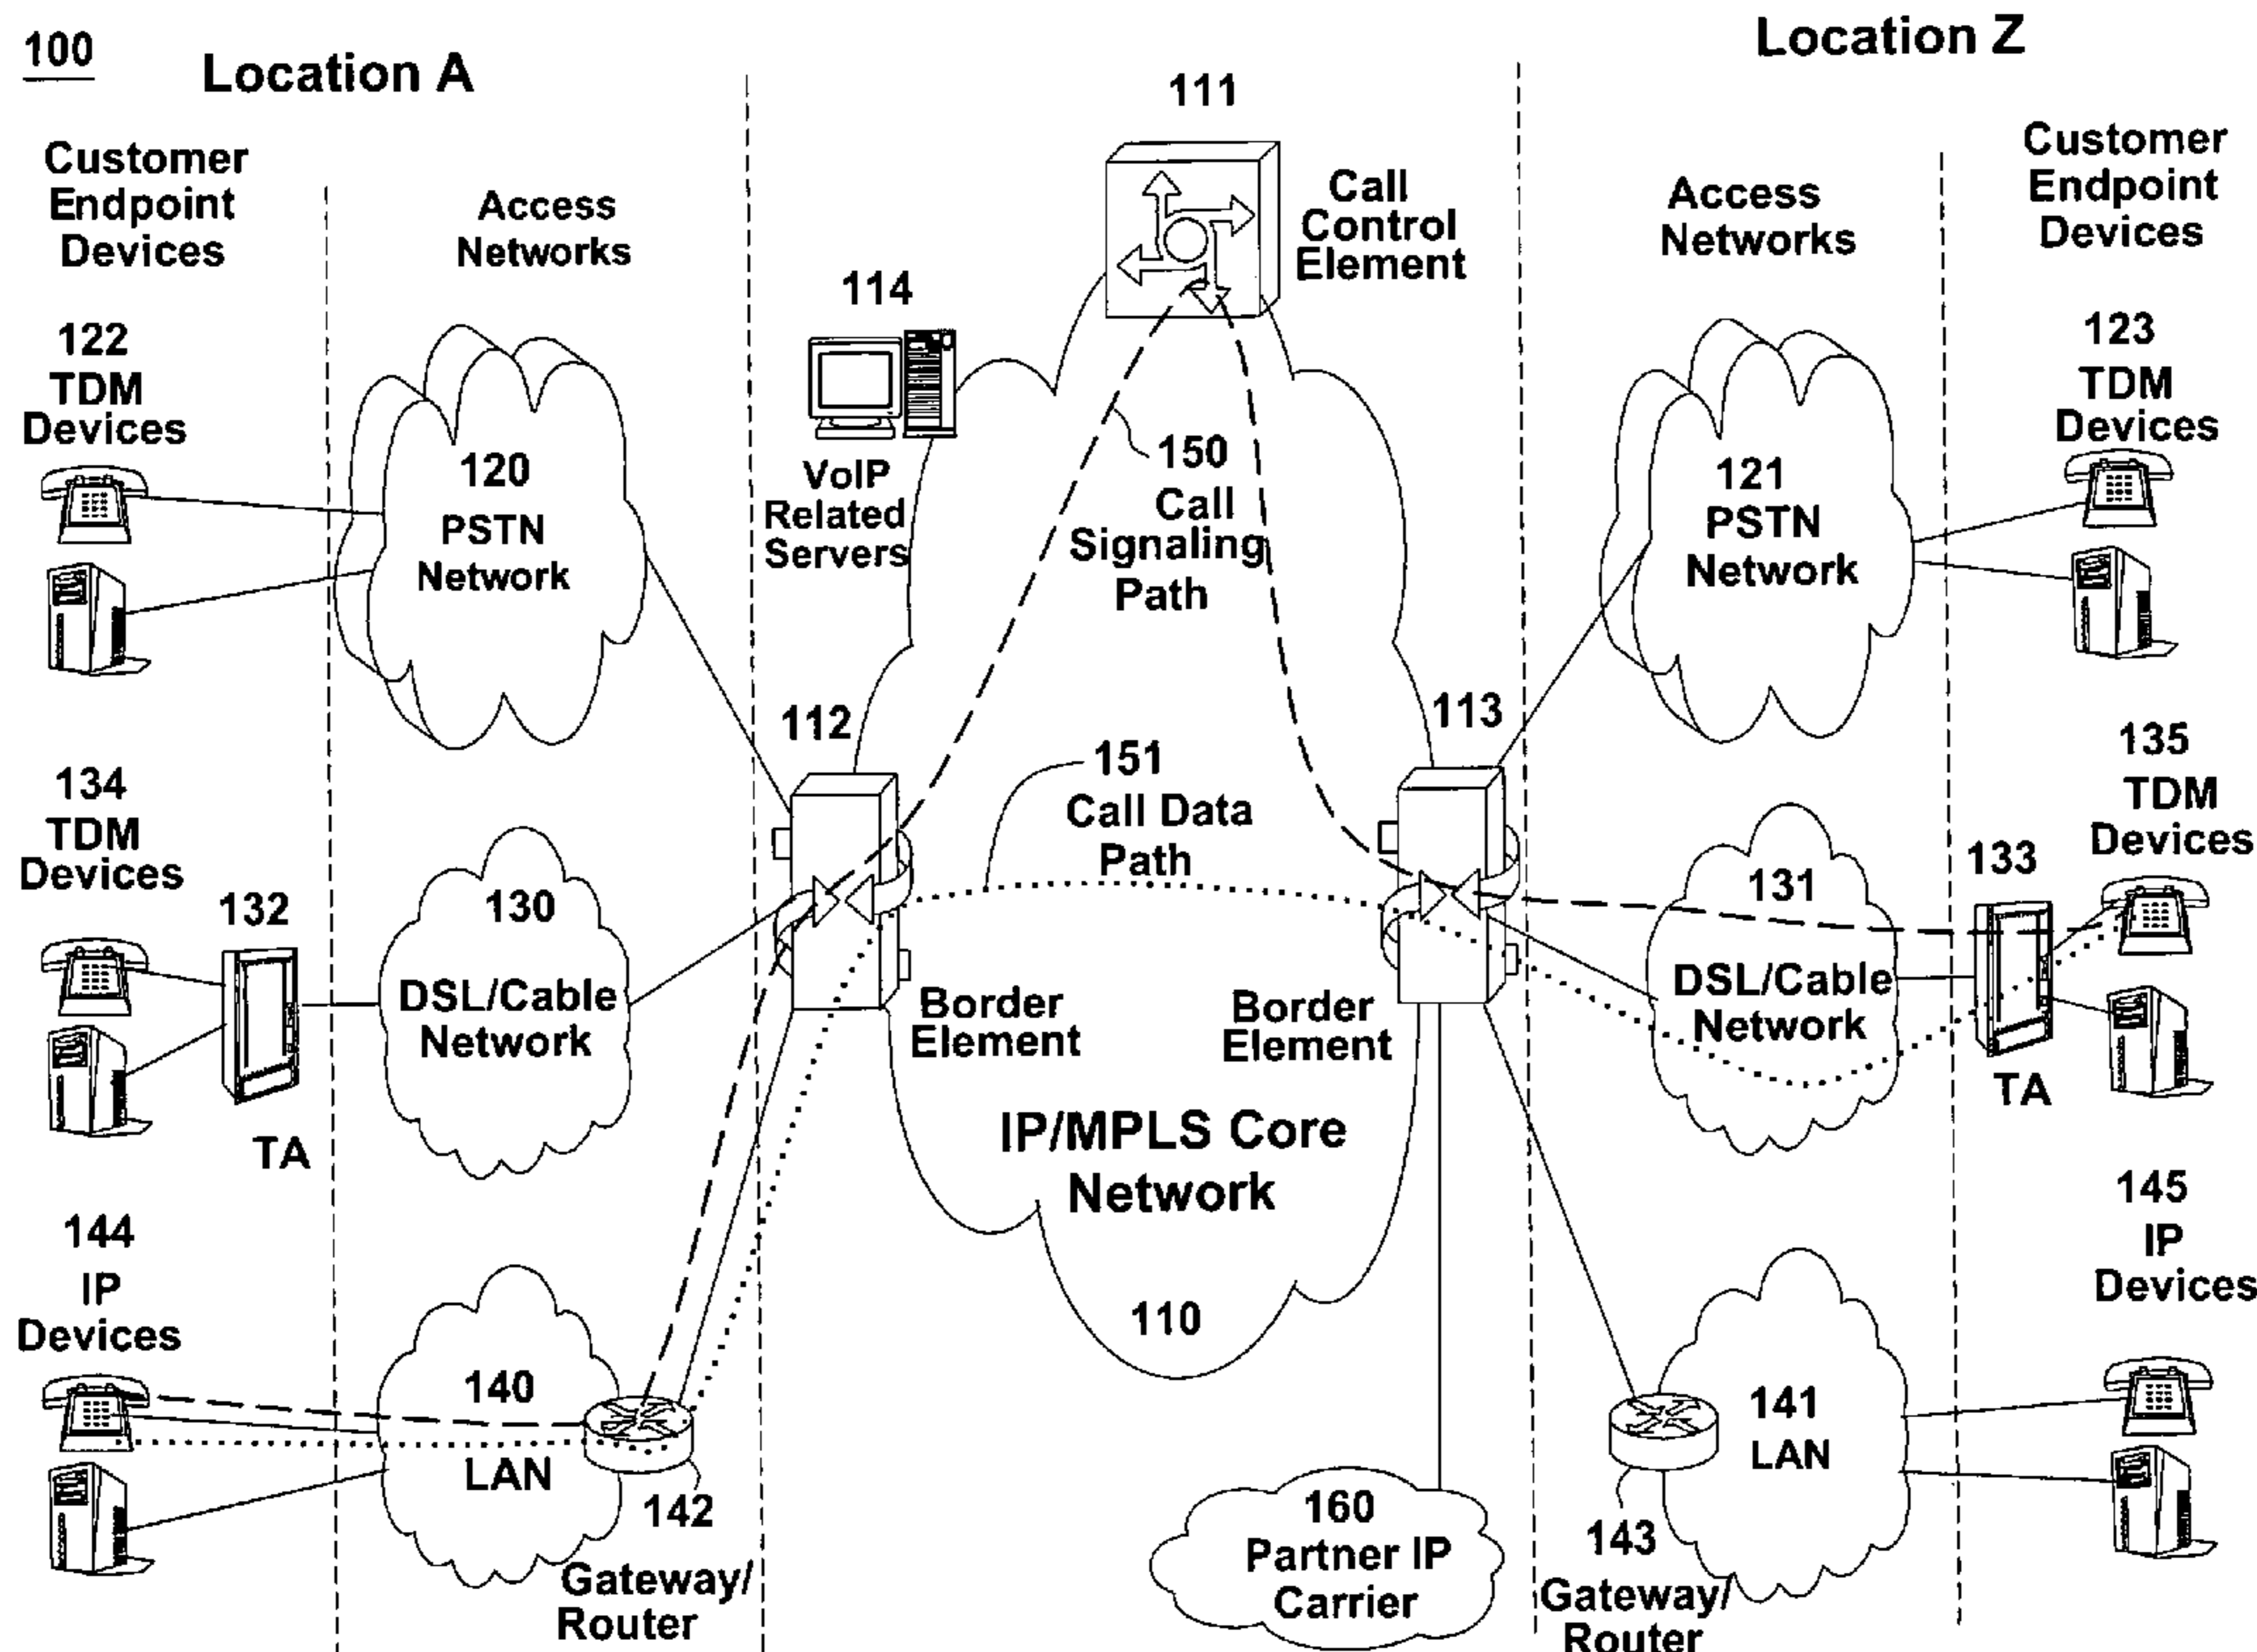 100
Location A
Location Z
111
Customer
Endpoint
Devices
Access
Networks
Call
Control
Element
Access
Networks
Customer
Endpoint
Devices
114
VoIP
Related
Servers
122
TDM
Devices
120
PSTN
Network
150
Call
Signaling
Path
121
PSTN
Network
123
TDM
Devices
112
113
151
Call Data
Path
134
TDM
Devices
132
TA
130
DSL/Cable
Network
Border
Element
Border
Element
131
DSL/Cable
Network
133
TA
135
TDM
Devices
IP/MPLS Core
Network
110
144
IP
Devices
140
LAN
142
Gateway/
Router
160
Partner IP
Carrier
143
Gateway/
Router
141
LAN
145
IP
Devices